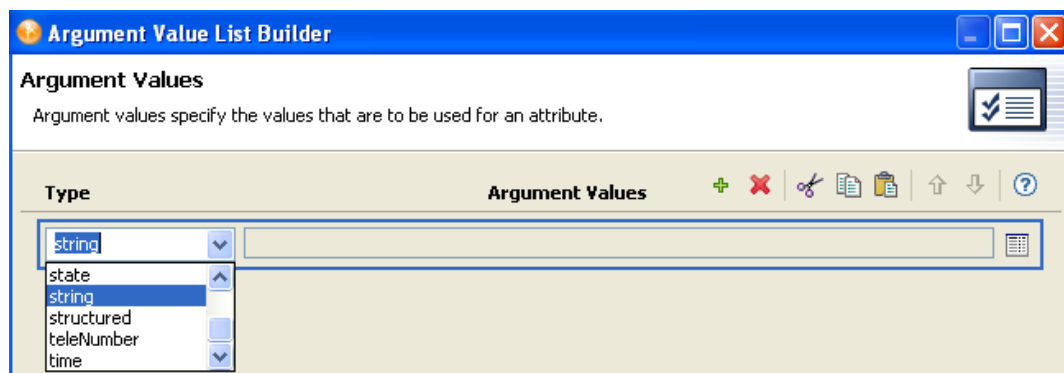 Argument Value List Builder
Argument Values
Argument values specify the values that are to be used for an attribute.
Type Argument Values
string
state
string
structured
teleNumber
time